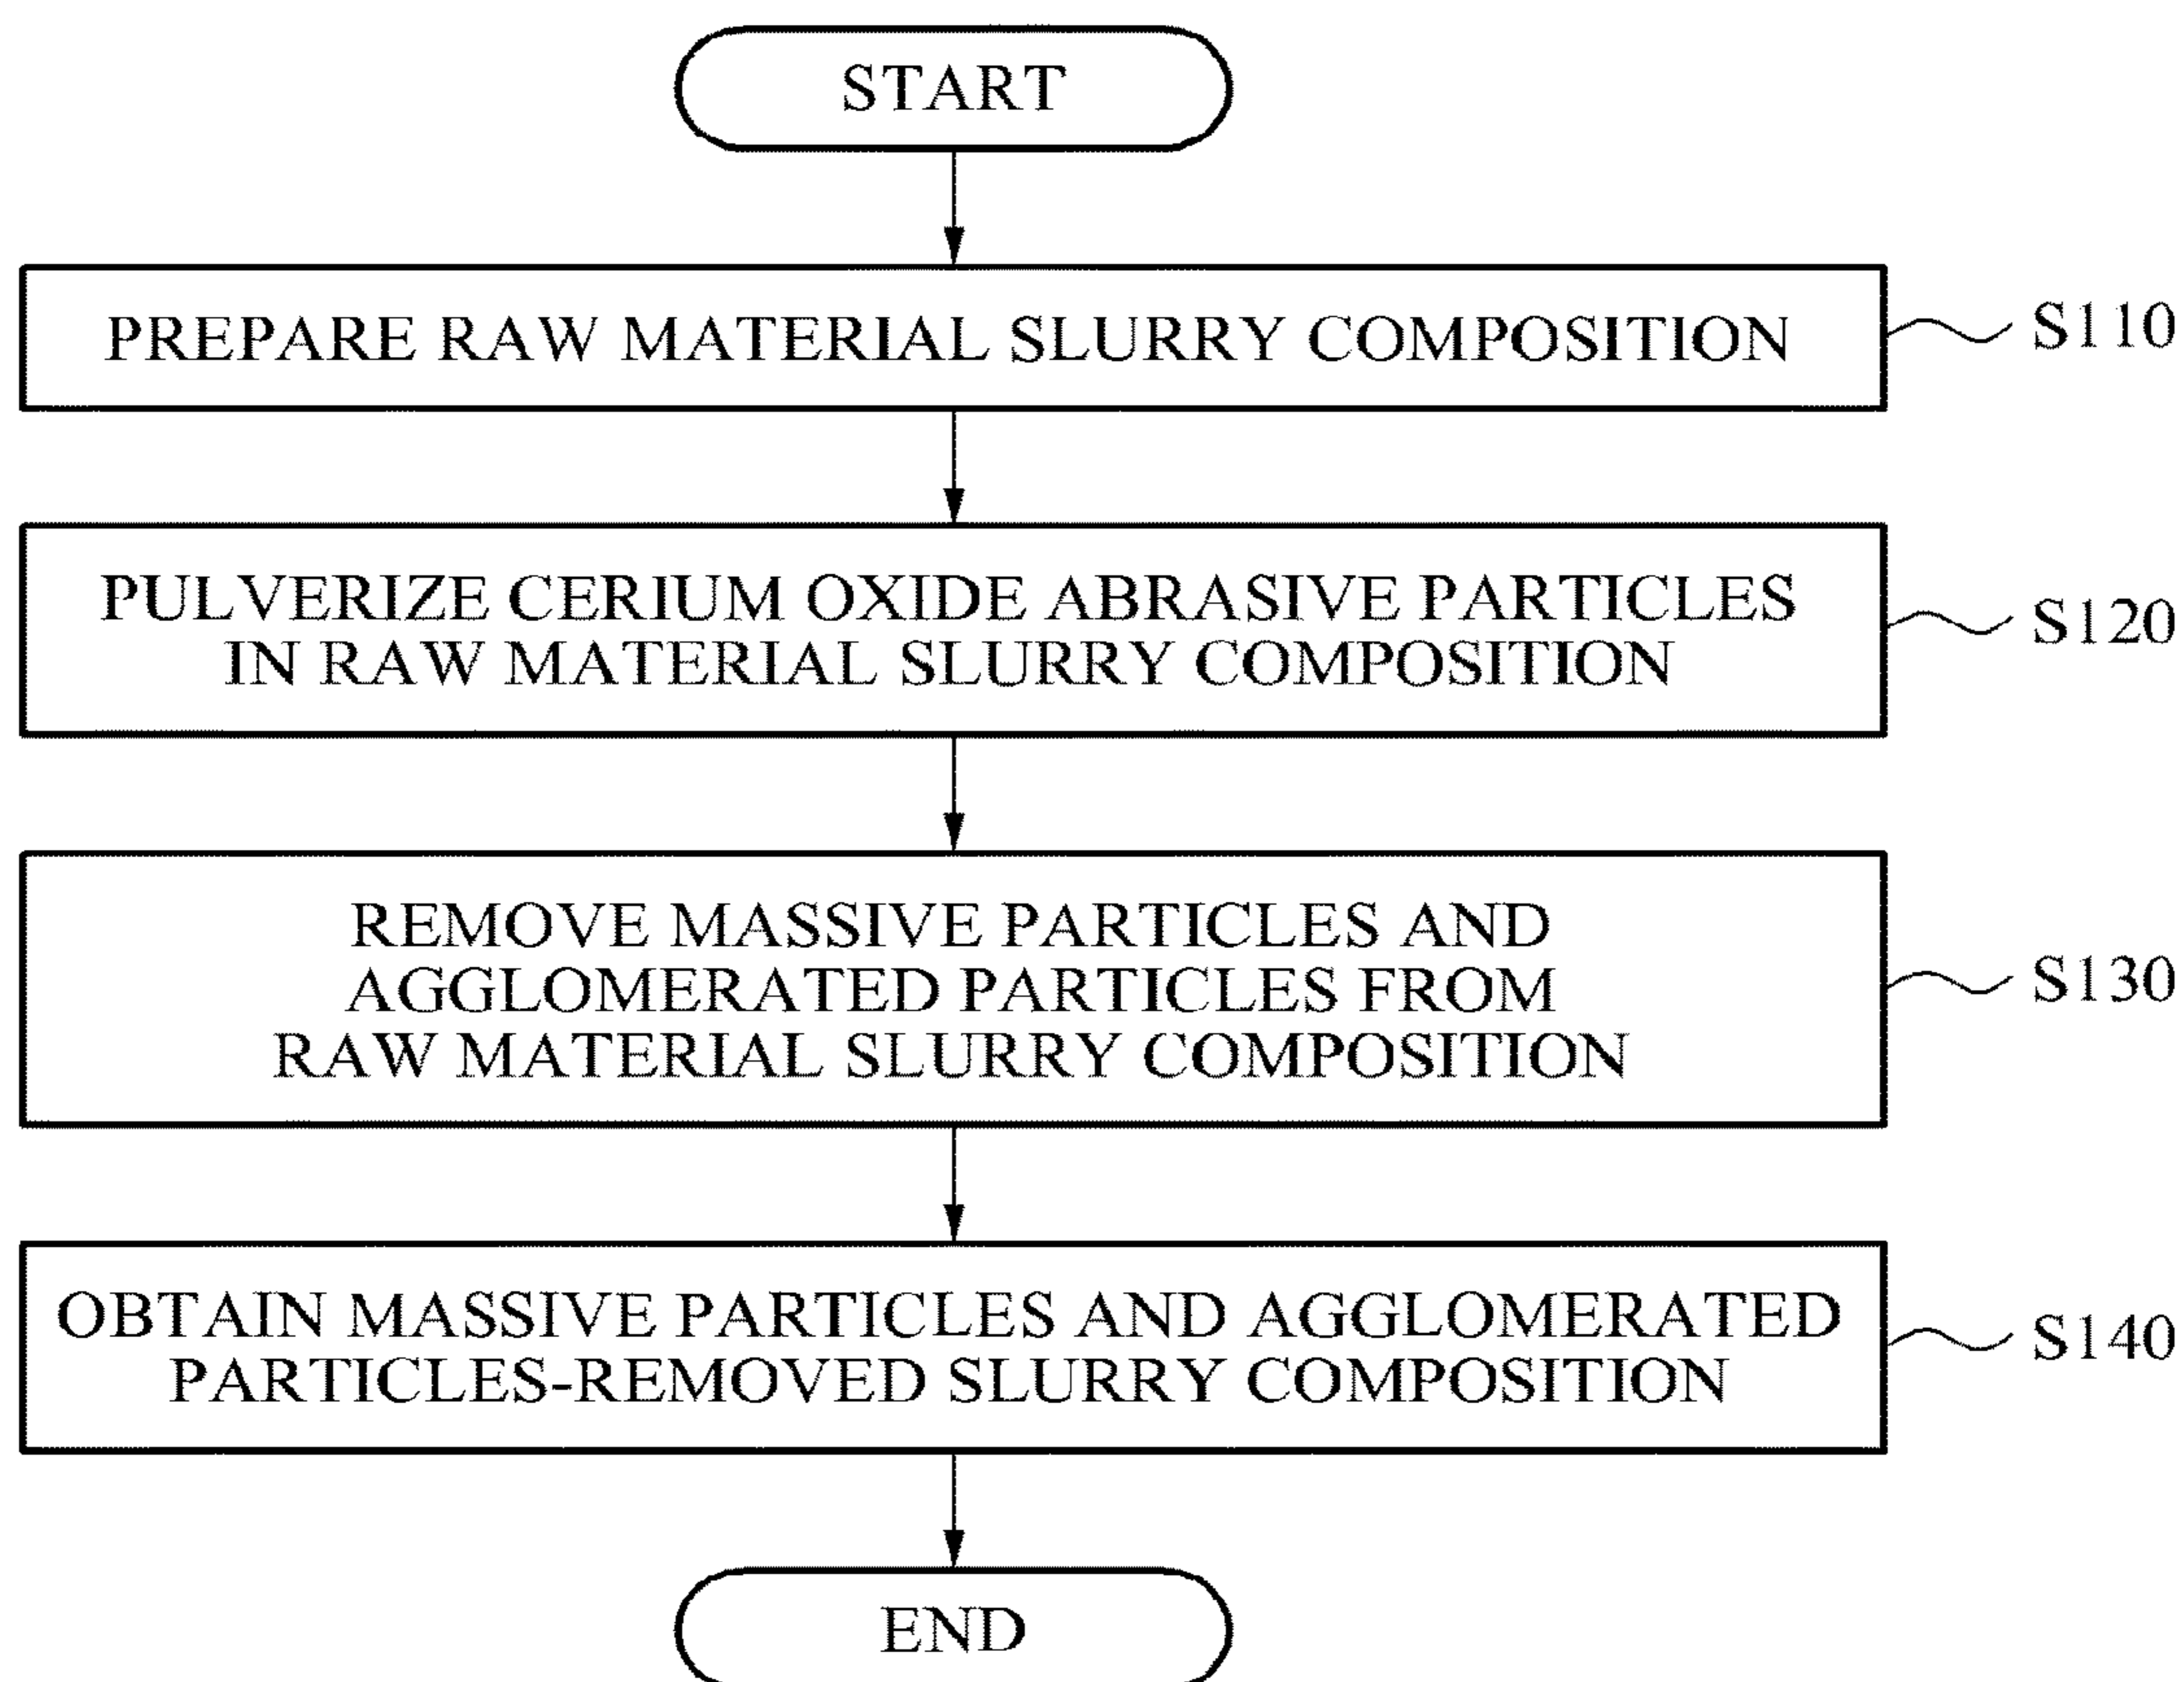 START
PREPARE RAW MATERIAL SLURRY COMPOSITION
S110
PULVERIZE CERIUM OXIDE ABRASIVE PARTICLES
IN RAW MATERIAL SLURRY COMPOSITION
S120
REMOVE MASSIVE PARTICLES AND
AGGLOMERATED PARTICLES FROM
RAW MATERIAL SLURRY COMPOSITION
S130
OBTAIN MASSIVE PARTICLES AND AGGLOMERATED
PARTICLES-REMOVED SLURRY COMPOSITION
S140
END